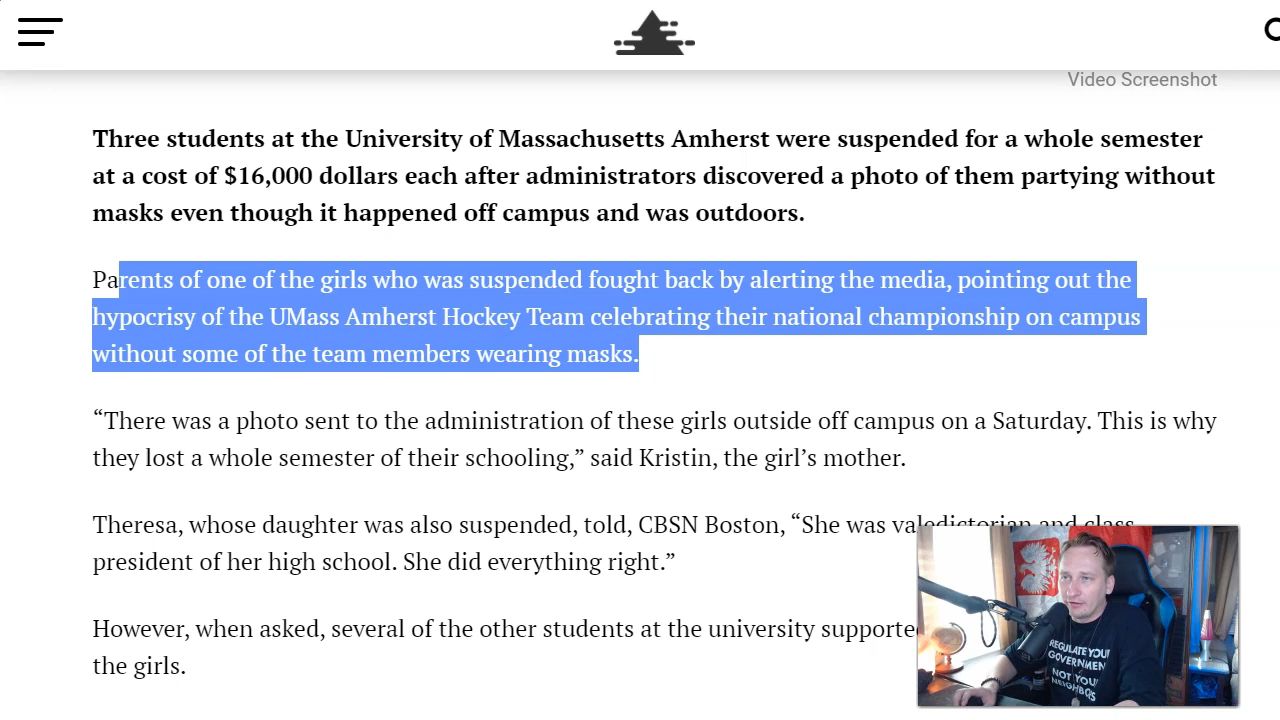 Video Screenshot
Three students at the University of Massachusetts Amherst were suspended for a whole semester
at a cost of $16,000 dollars each after administrators discovered a photo of them partying without
masks even though it happened off campus and was outdoors.
Parents of one of the girls who was suspended fought back by alerting the media, pointing out the
hypocrisy of the UMass Amherst Hockey Team celebrating their national championship on campus
without some of the team members wearing masks.
“There was a photo sent to the administration of these girls outside off campus on a Saturday. This is why
they lost a whole semester of their schooling,” said Kristin, the girl’s mother.
Theresa, whose daughter was also suspended, told, CBSN Boston, “She was valedictorian and class
president of her high school. She did everything right.”
However, when asked, several of the other students at the university supported
the girls.
REGULATE YOUR
GOVERNMENT
NOT YOUR
NEIGHBORS